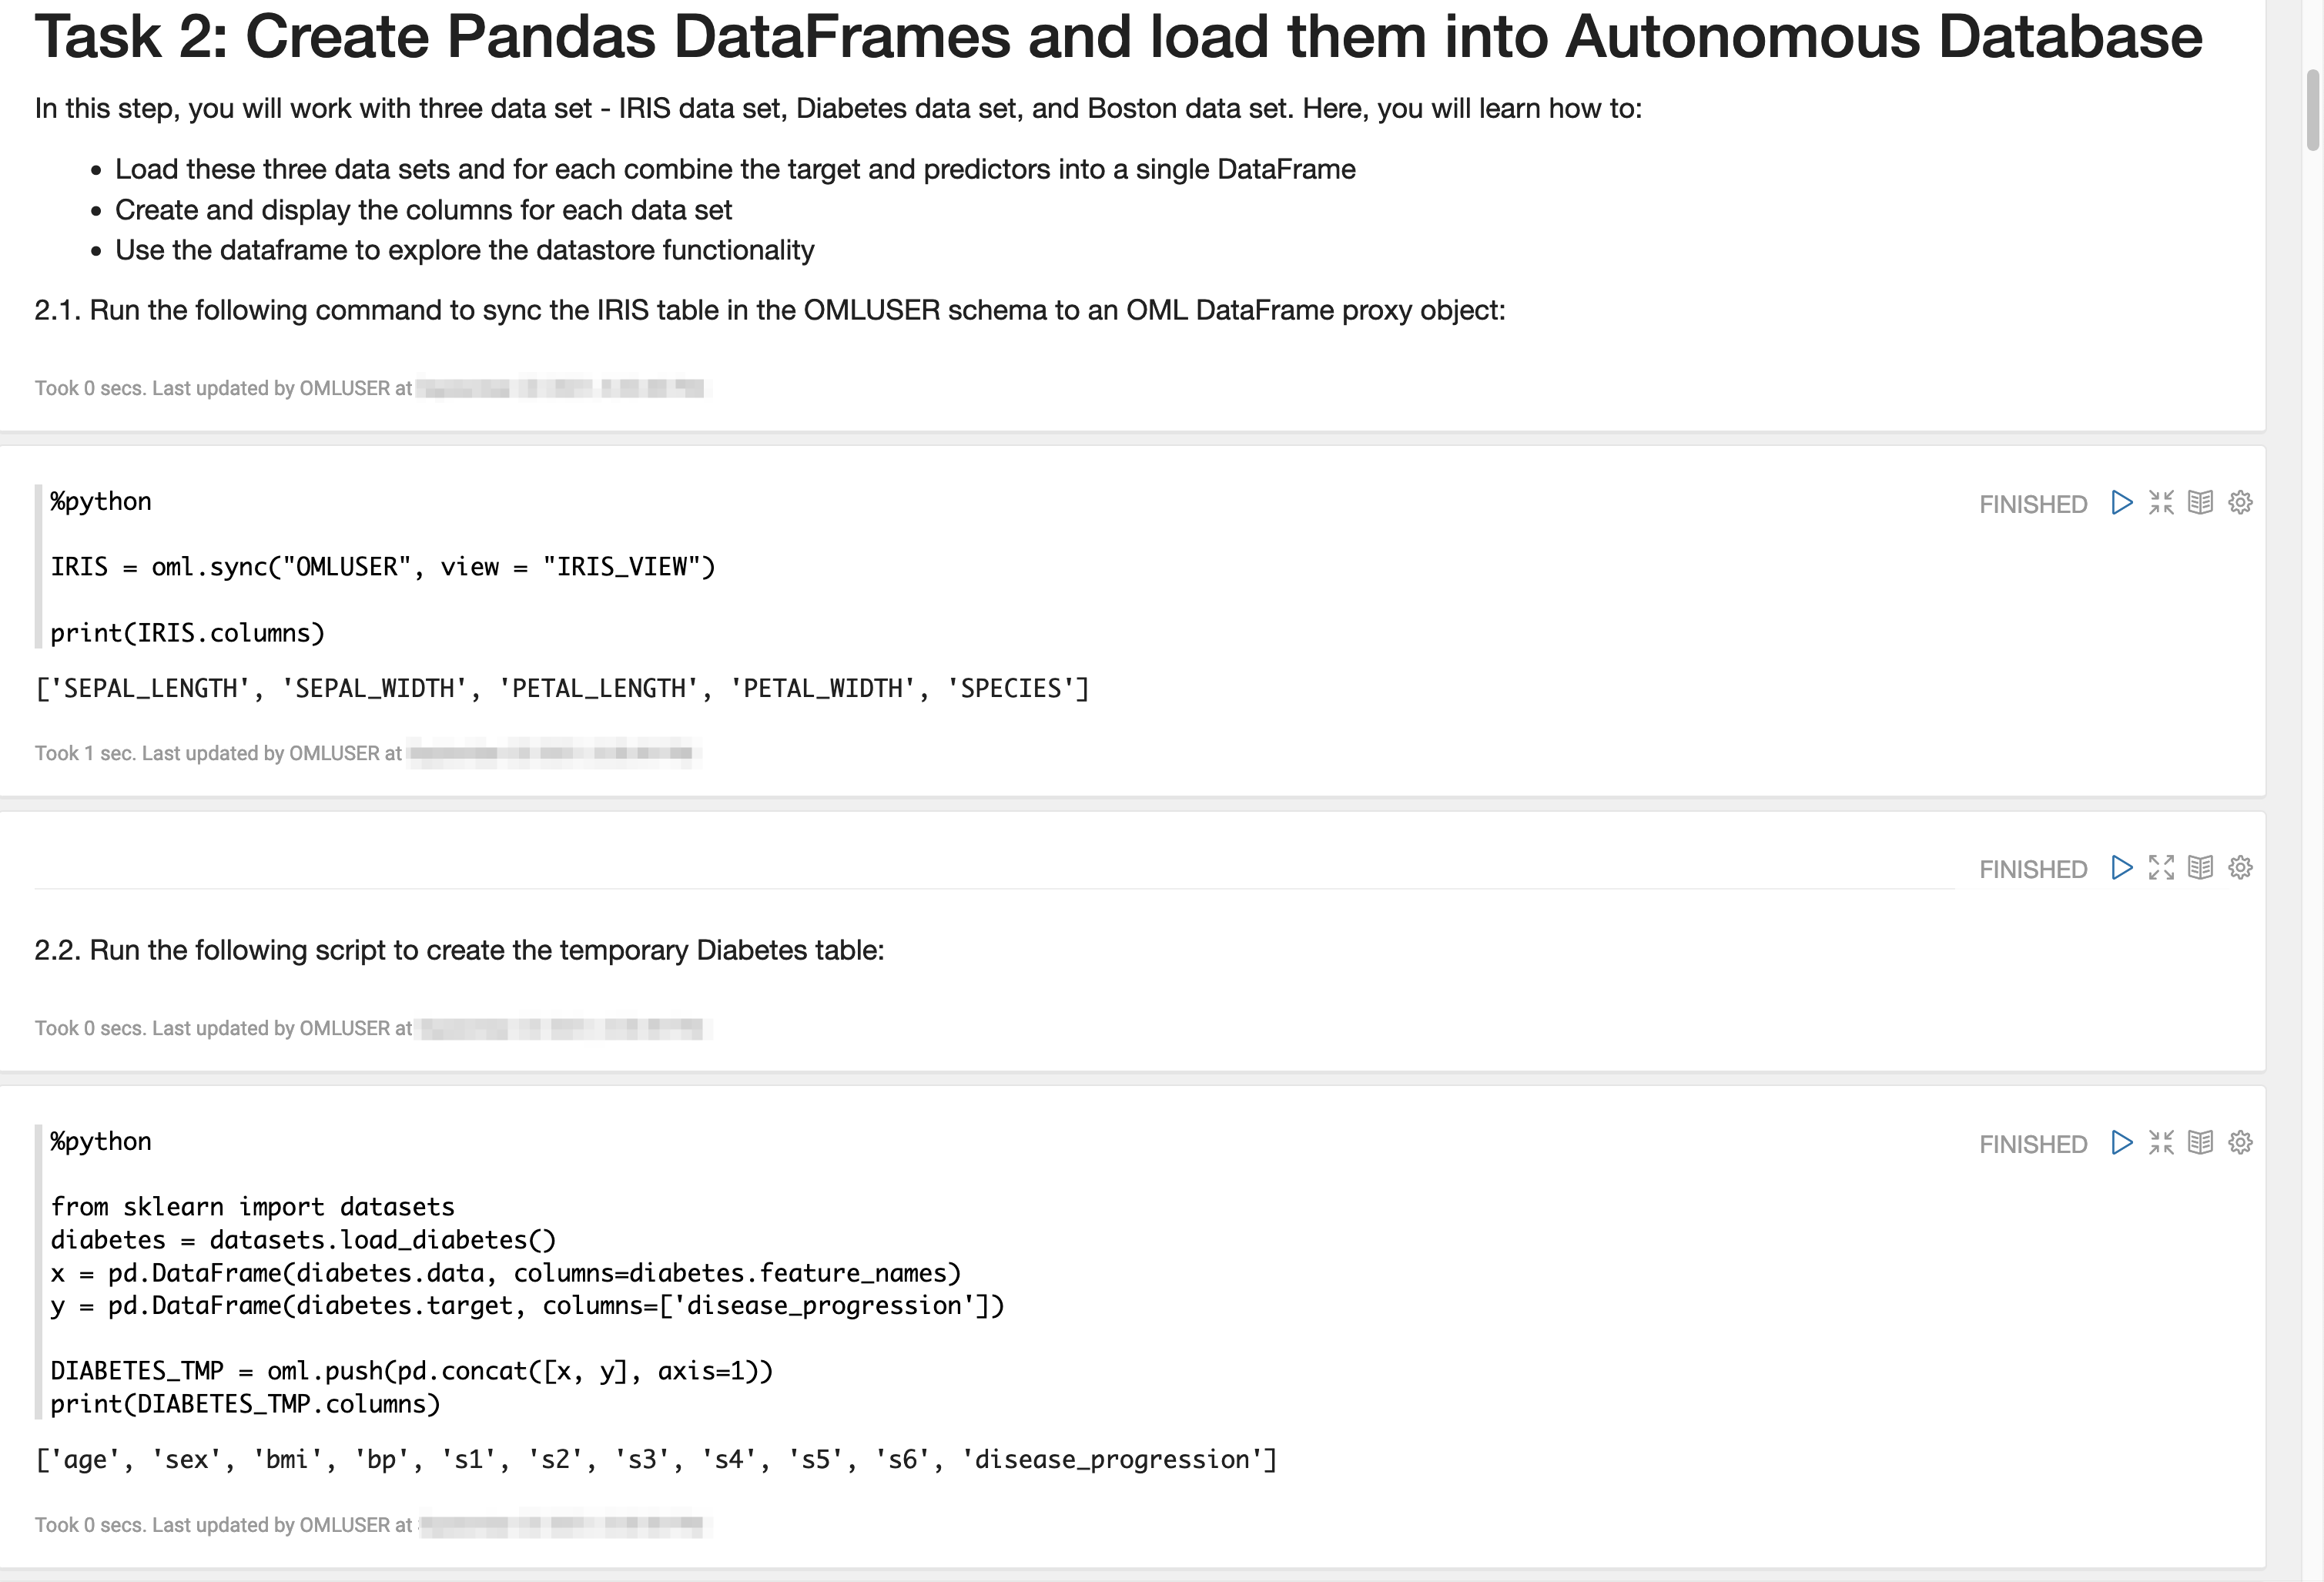 Task 2: Create Pandas DataFrames and load them into Autonomous Database
In this step, you will work with three data set - IRIS data set, Diabetes data set, and Boston data set. Here, you will learn how to:
• Load these three data sets and for each combine the target and predictors into a single DataFrame
• Create and display the columns for each data set
• Use the dataframe to explore the datastore functionality
2.1. Run the following command to sync the IRIS table in the OMLUSER schema to an OML DataFrame proxy object:
Took 0 secs. Last updated by OMLUSER at
%python
FINISHED
IRIS = oml.sync("OMLUSER", view = "IRIS_VIEW")
print(IRIS.columns)
['SEPAL_LENGTH', 'SEPAL_WIDTH', 'PETAL_LENGTH', 'PETAL_WIDTH', 'SPECIES']
Took 1 sec. Last updated by OMLUSER at
FINISHED
2.2. Run the following script to create the temporary Diabetes table:
Took 0 secs. Last updated by OMLUSER at
%python
FINISHED
from sklearn import datasets
diabetes = datasets.load_diabetes()
x = pd.DataFrame(diabetes.data, columns=diabetes.feature_names)
y = pd.DataFrame(diabetes.target, columns=['disease_progression'])
DIABETES_TMP = oml.push(pd.concat([x, y], axis=1))
print(DIABETES_TMP.columns)
['age', 'sex', 'bmi', 'bp', 's1', 's2', 's3', 's4', 's5', 's6', 'disease_progression']
Took 0 secs. Last updated by OMLUSER at